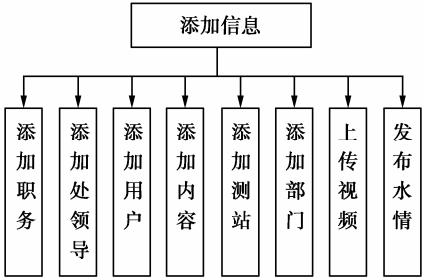 添加信息
添加职务
添加处领导
添加用户
添加内容
添加测站
添加部门
上传视频
发布水情